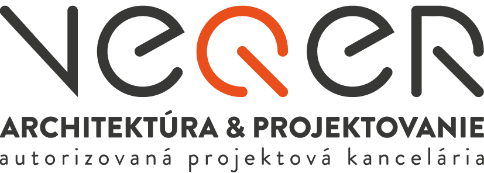 VEQER
ARCHITEKTÚRA & PROJEKTOVANIE
autorizovaná projektová kancelária